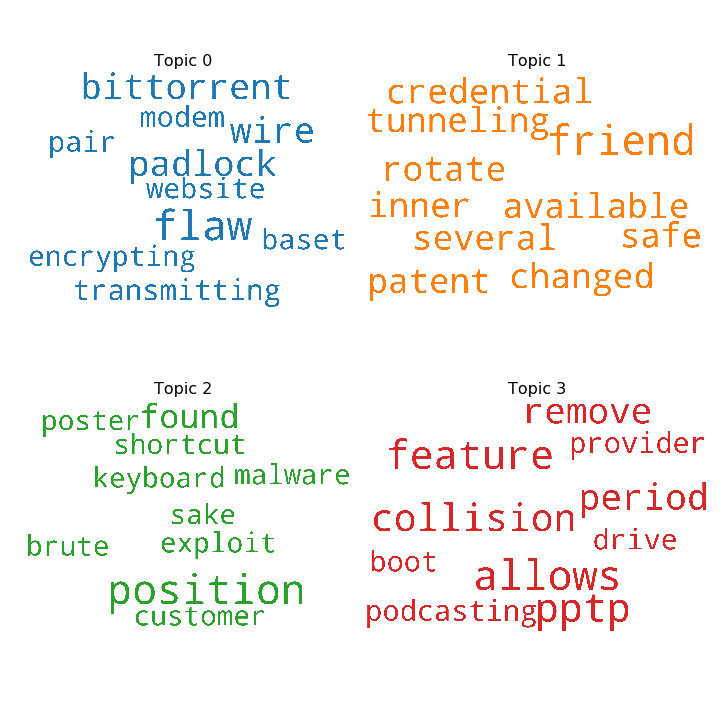 Topic 0
bittorrent
modem
wire
pair
padlock
website
flaw
baset
encrypting
transmitting
Topic 1
credential
tunneling
friend
rotate
inner
available
several
safe
patent
changed
Topic 2
poster
found
shortcut
keyboard
malware
sake
brute
exploit
position
customer
Topic 3
remove
feature
provider
period
collision
drive
boot
allows
podcasting
pptp